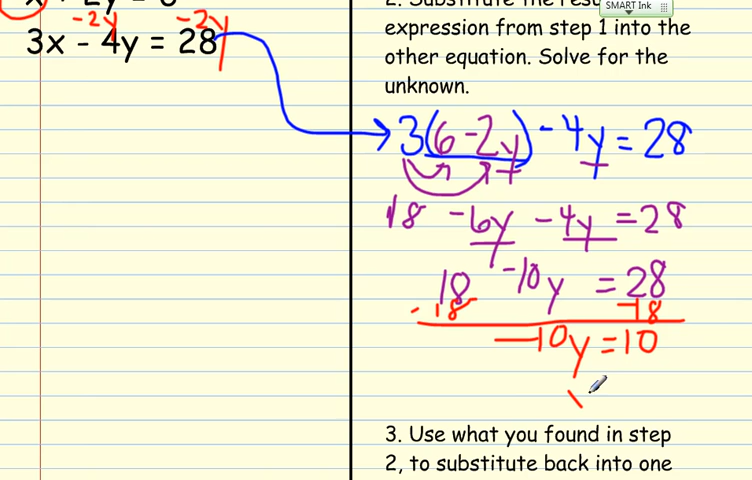 -2y -2y
3x - 4y = 28
SMART Ink
expression from step 1 into the
other equation. Solve for the
unknown.
3(6 - 2y) - 4y = 28
18 - 6y - 4y = 28
18 - 10y = 28
- 18 - 18
- 10y = 10
3. Use what you found in step
2, to substitute back into one